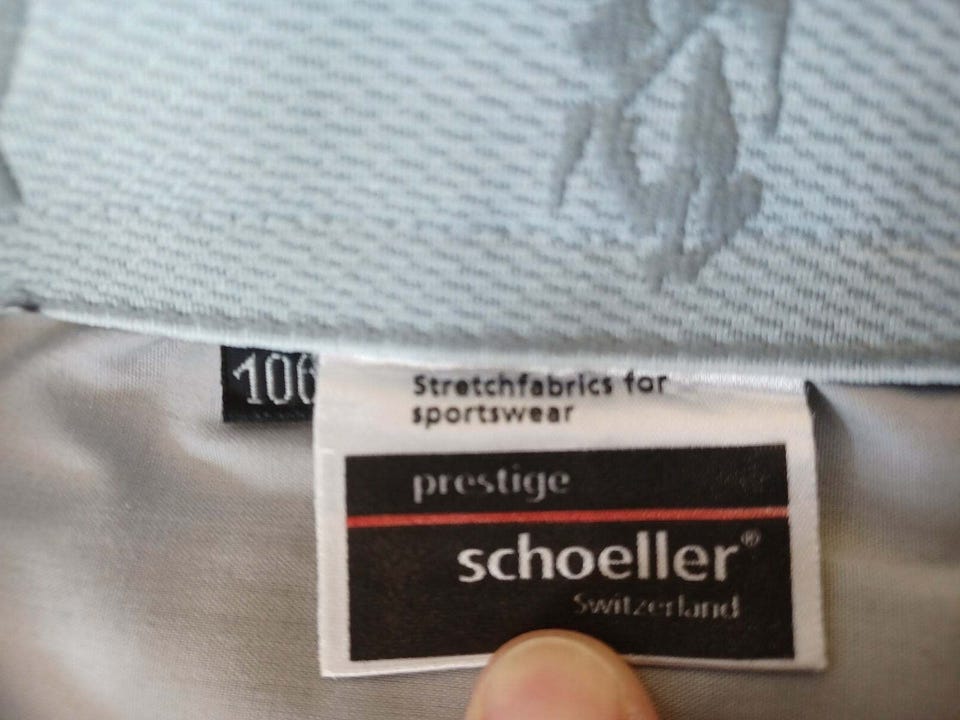 106
Stretchfabrics for
sportswear
prestige
schoeller®
Switzerland